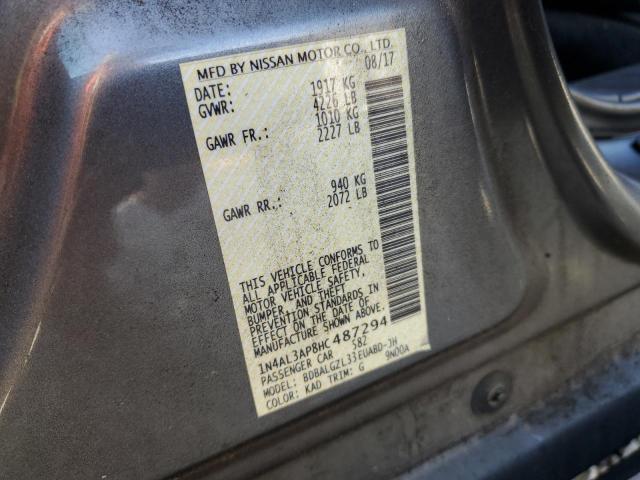 MFD BY NISSAN MOTOR CO., LTD.
DATE: 08/17
GVWR: 1917 KG
4226 LB
GAWR FR.: 1010 KG
2227 LB
GAWR RR.: 940 KG
2072 LB
THIS VEHICLE CONFORMS TO
ALL APPLICABLE FEDERAL
MOTOR VEHICLE SAFETY,
BUMPER, AND THEFT
PREVENTION STANDARDS IN
EFFECT ON THE DATE OF
MANUFACTURE SHOWN ABOVE.
1N4AL3AP8HC487294
PASSENGER CAR S82
MODEL: BDBALGZL33EUABD-JH
COLOR: KAD TRIM: G 9N00A